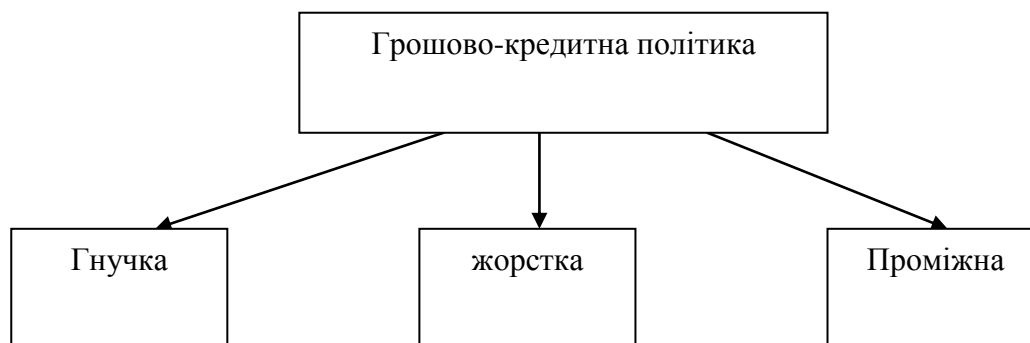 Грошово-кредитна політика
Гнучка
жорстка
Проміжна